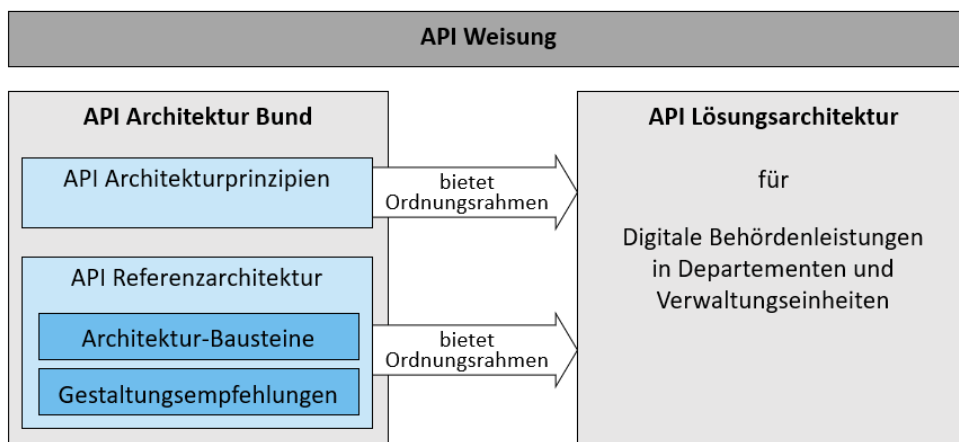 API Weisung
API Architektur Bund
API Architekturprinzipien
bietet
Ordnungsrahmen
API Referenzarchitektur
Architektur-Bausteine
Gestaltungsempfehlungen
bietet
Ordnungsrahmen
API Lösungsarchitektur
für
Digitale Behördenleistungen
in Departementen und
Verwaltungseinheiten